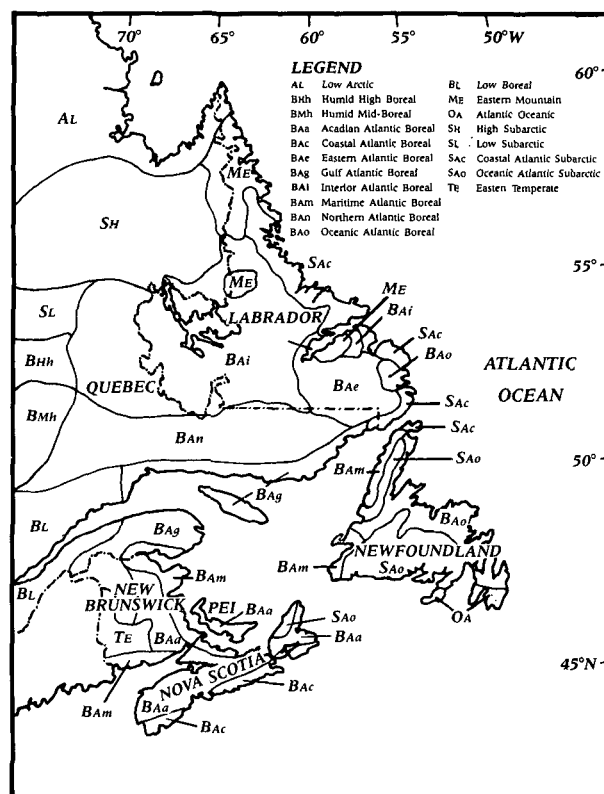 70° 65° 60° 55° 50°W
60°
55°
50°
45°N
LEGEND
AL Low Arctic
BHh Humid High Boreal
BMh Humid Mid-Boreal
BAa Acadian Atlantic Boreal
BAc Coastal Atlantic Boreal
BAe Eastern Atlantic Boreal
BAg Gulf Atlantic Boreal
BAi Interior Atlantic Boreal
BAm Maritime Atlantic Boreal
BAn Northern Atlantic Boreal
BAo Oceanic Atlantic Boreal
BL Low Boreal
ME Eastern Mountain
OA Atlantic Oceanic
SH High Subarctic
SL Low Subarctic
SAc Coastal Atlantic Subarctic
SAo Oceanic Atlantic Subarctic
TE Easten Temperate
D
AL
ME
SH
SAc
ME
ME
SL
LABRADOR
BAi
SAc
BHh
BAi
BAo
ATLANTIC
OCEAN
QUEBEC
BAe
BMh
SAc
BAn
SAc
BAm
SAo
BAg
BL
BAg
BAo
NEWFOUNDLAND
BAm
BAm
SAo
BL
NEW
BRUNSWICK
PEI
BAa
SAo
OA
TE
BAa
BAa
NOVA SCOTIA
BAc
BAm
BAa
BAc